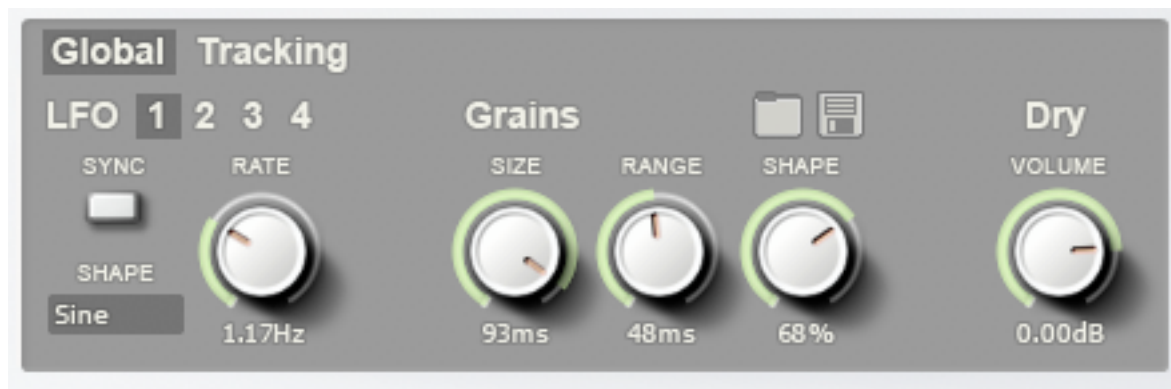 Global Tracking
LFO 1 2 3 4 Grains Dry
SYNC RATE SIZE RANGE SHAPE VOLUME
SHAPE
Sine
1.17Hz 93ms 48ms 68% 0.00dB